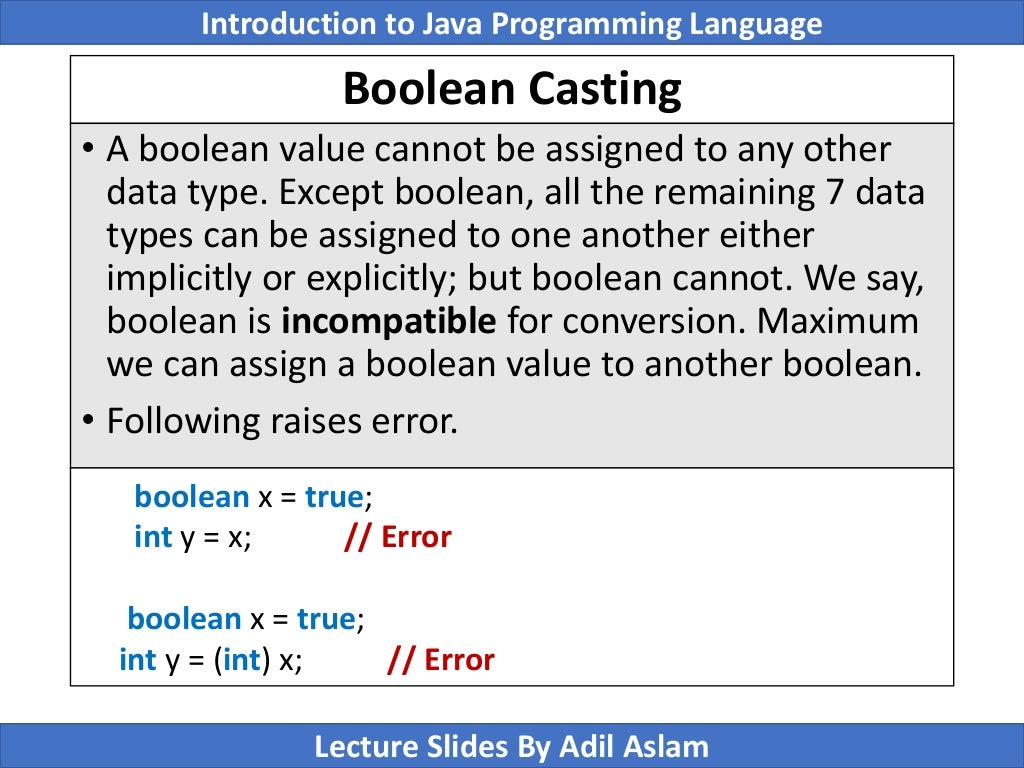 Introduction to Java Programming Language
Boolean Casting
• A boolean value cannot be assigned to any other
data type. Except boolean, all the remaining 7 data
types can be assigned to one another either
implicitly or explicitly; but boolean cannot. We say,
boolean is incompatible for conversion. Maximum
we can assign a boolean value to another boolean.
• Following raises error.
boolean x = true;
int y = x; // Error
boolean x = true;
int y = (int) x; // Error
Lecture Slides By Adil Aslam